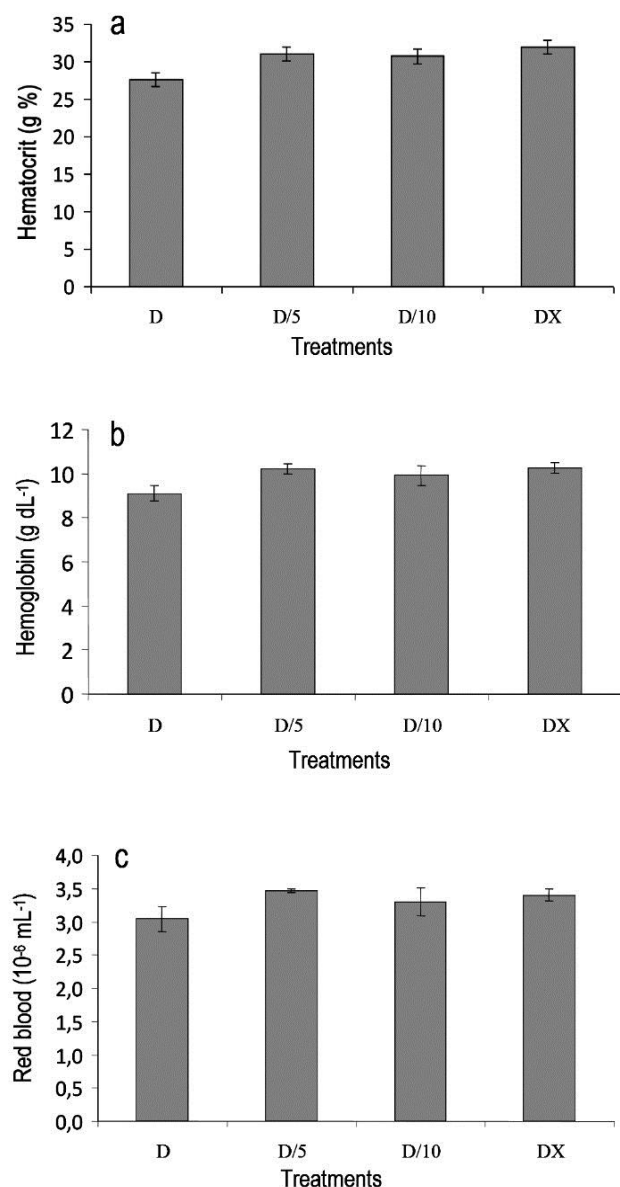 a
Hematocrit (g %)
35
30
25
20
15
10
5
0
D D/5 D/10 DX
Treatments
b
Hemoglobin (g dL-1)
12
10
8
6
4
2
0
D D/5 D/10 DX
Treatments
c
Red blood (10-6 mL-1)
4,0
3,5
3,0
2,5
2,0
1,5
1,0
0,5
0,0
D D/5 D/10 DX
Treatments